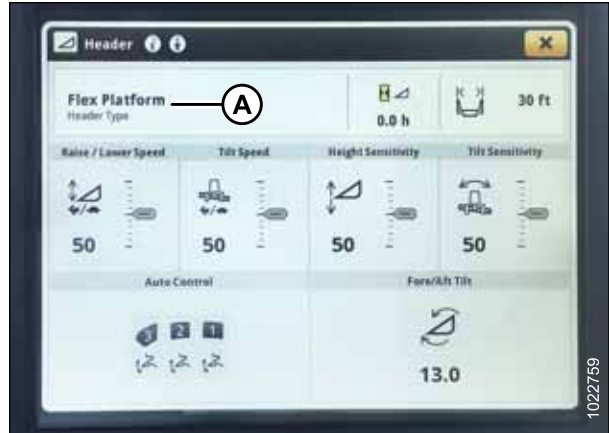 Header
Flex Platform
Header Type
A
0.0 h
30 ft
Raise / Lower Speed
Tilt Speed
Height Sensitivity
Tilt Sensitivity
50
50
50
50
Auto Control
Fore/Aft Tilt
3 2 1
13.0
1022759